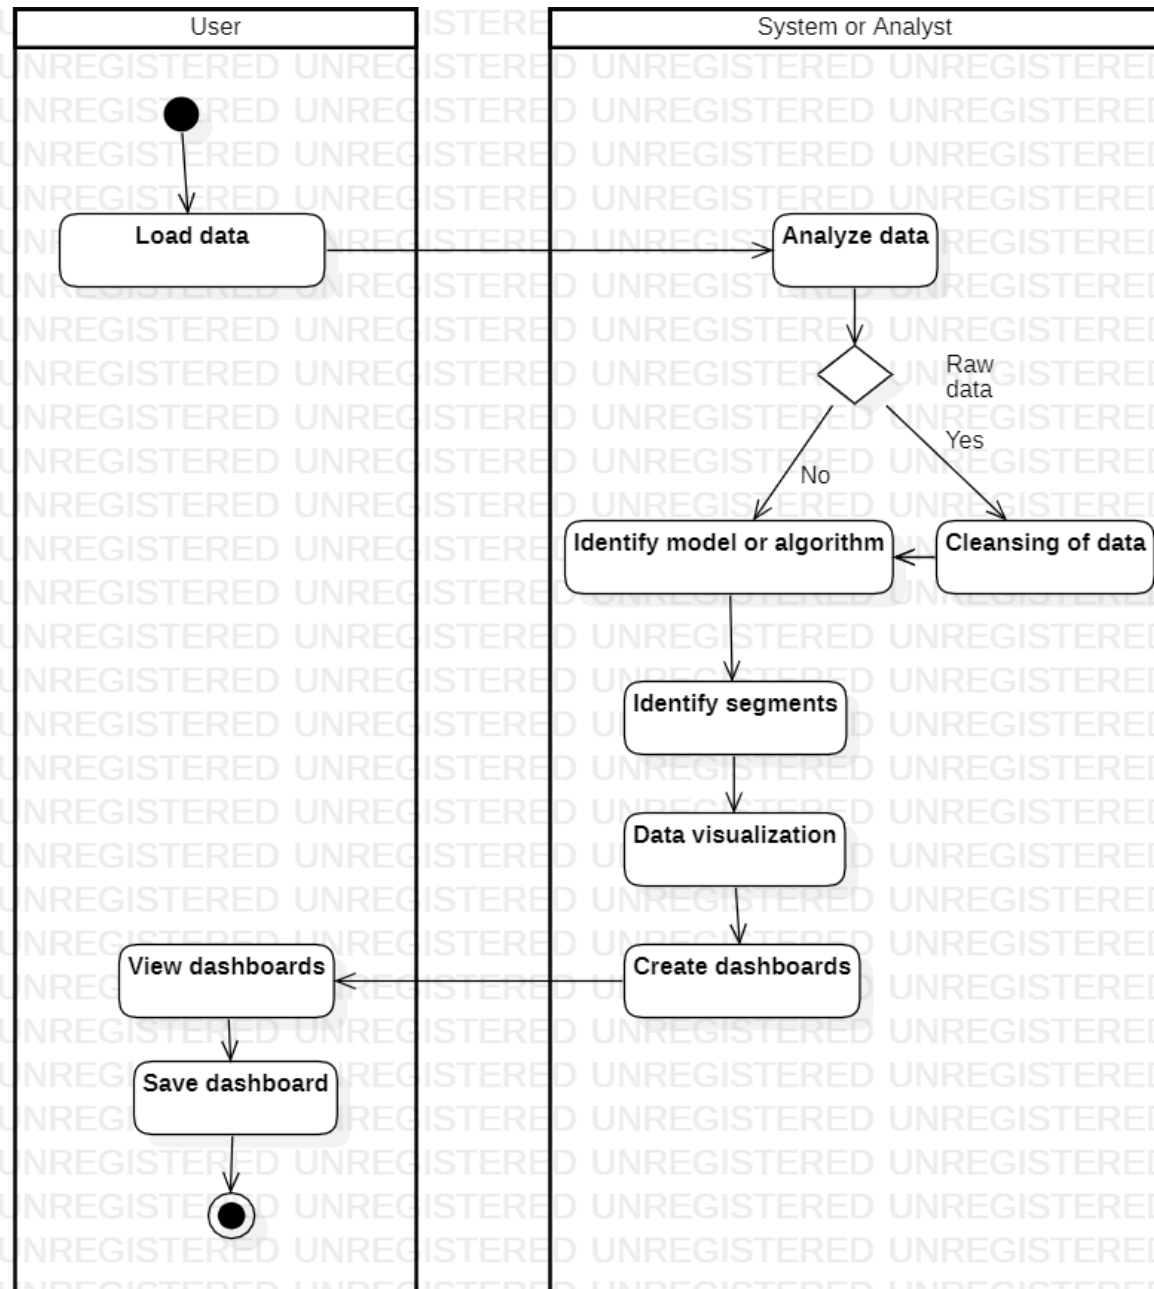 User
System or Analyst
Load data
Analyze data
Raw
data
Yes
No
Identify model or algorithm
Cleansing of data
Identify segments
Data visualization
View dashboards
Create dashboards
Save dashboard
UNREGISTERED